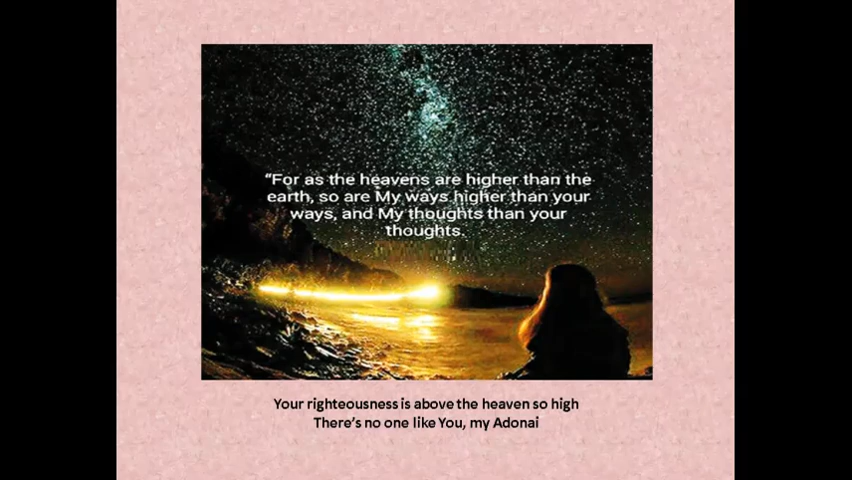 “For as the heavens are higher than the
earth, so are My ways higher than your
ways, and My thoughts than your
thoughts.
Your righteousness is above the heaven so high
There’s no one like You, my Adonai